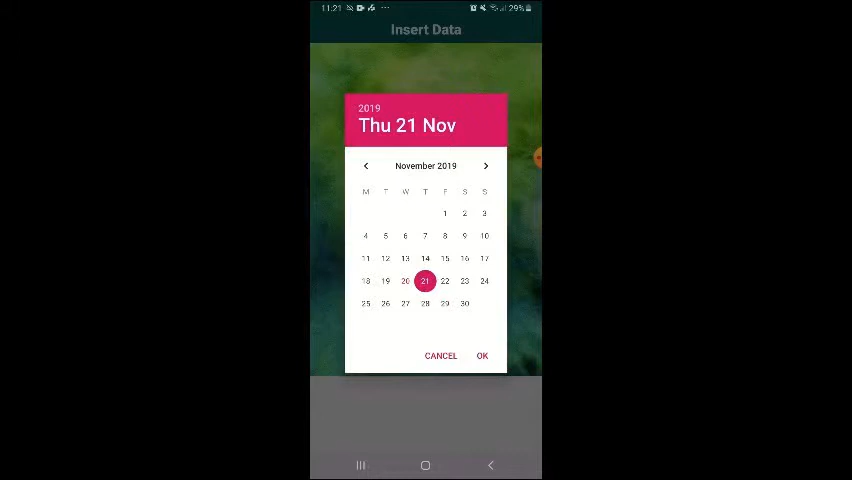 11:21 29%
Insert Data
2019
Thu 21 Nov
November 2019
M T W T F S S
1 2 3
4 5 6 7 8 9 10
11 12 13 14 15 16 17
18 19 20 21 22 23 24
25 26 27 28 29 30
CANCEL OK